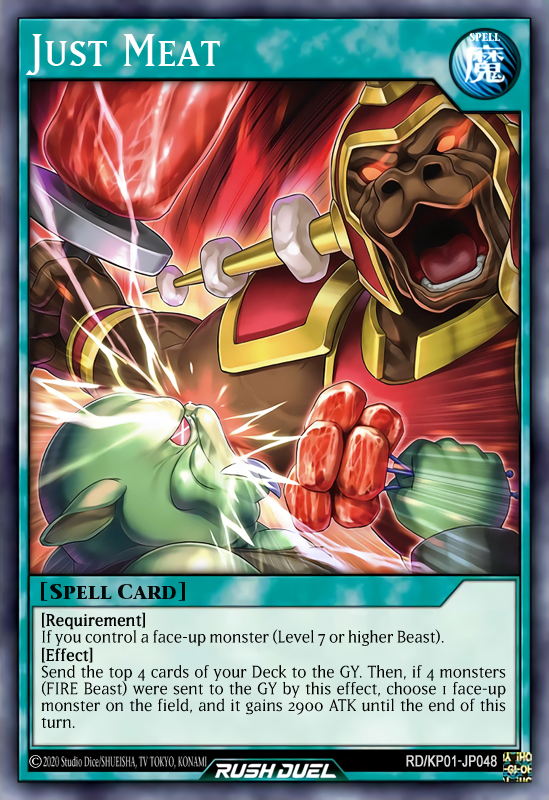 JUST MEAT
SPELL
魔
[SPELL CARD]
[Requirement]
If you control a face-up monster (Level 7 or higher Beast).
[Effect]
Send the top 4 cards of your Deck to the GY. Then, if 4 monsters
(FIRE Beast) were sent to the GY by this effect, choose 1 face-up
monster on the field, and it gains 2900 ATK until the end of this
turn.
©2020 Studio Dice/SHUEISHA, TV TOKYO, KONAMI
RUSH DUEL
RD/KP01-JP048